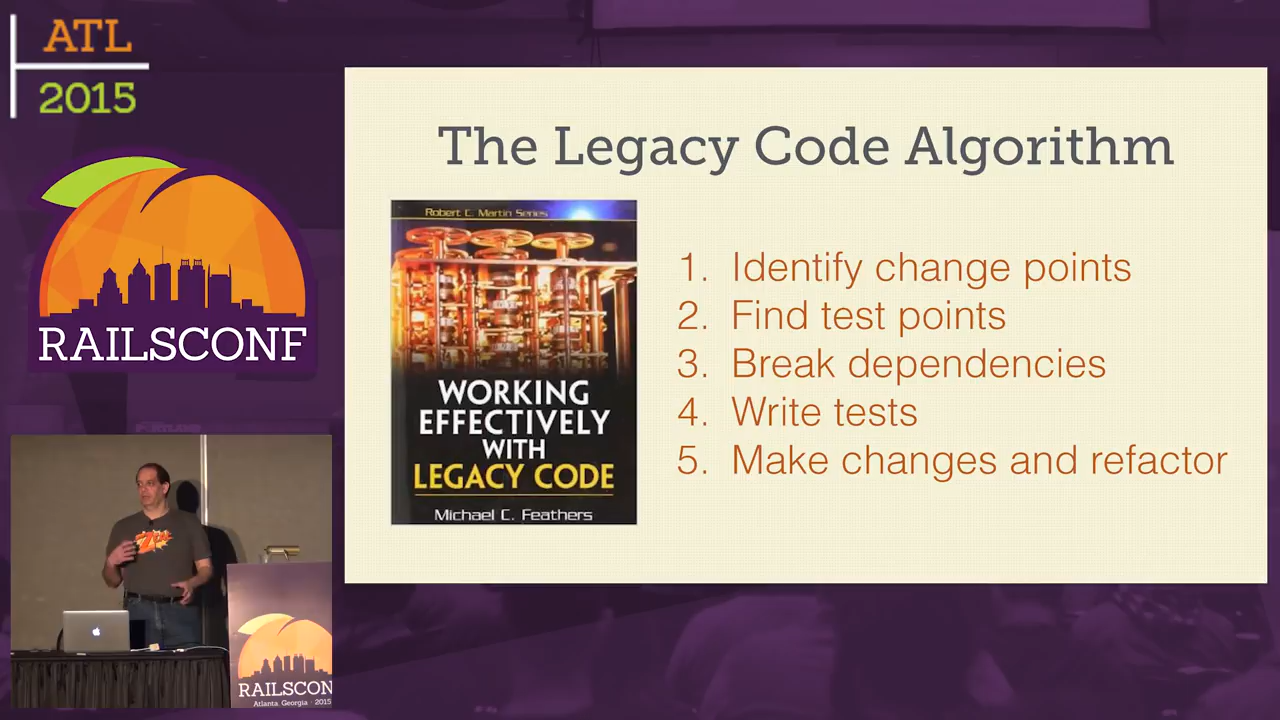 ATL
2015
RAILSCONF
The Legacy Code Algorithm
Robert C. Martin Series
WORKING
EFFECTIVELY
WITH
LEGACY CODE
Michael C. Feathers
1. Identify change points
2. Find test points
3. Break dependencies
4. Write tests
5. Make changes and refactor
RAILSCON
Atlanta, Georgia · 2015